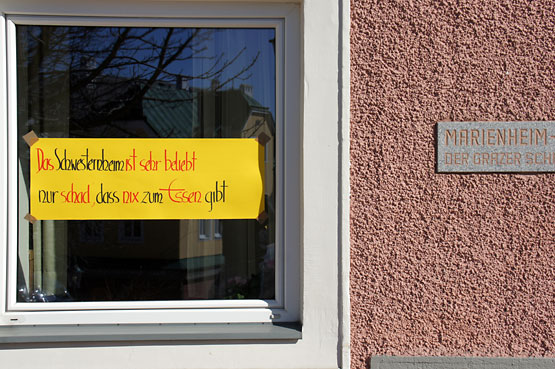 Das Schwesternheim ist sehr beliebt
nur schad, dass nix zum Essen gibt
MARIENHEIM
DER GRAZER SCH